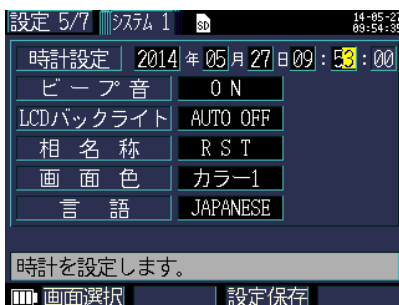 設定 5/7 システム 1 SD 14-05-27
09:54:35
時計設定 2014 年 05 月 27 日 09 : 53 : 00
ビープ音 ON
LCDバックライト AUTO OFF
相名称 RST
画面色 カラー1
言語 JAPANESE
時計を設定します。
画面選択 設定保存